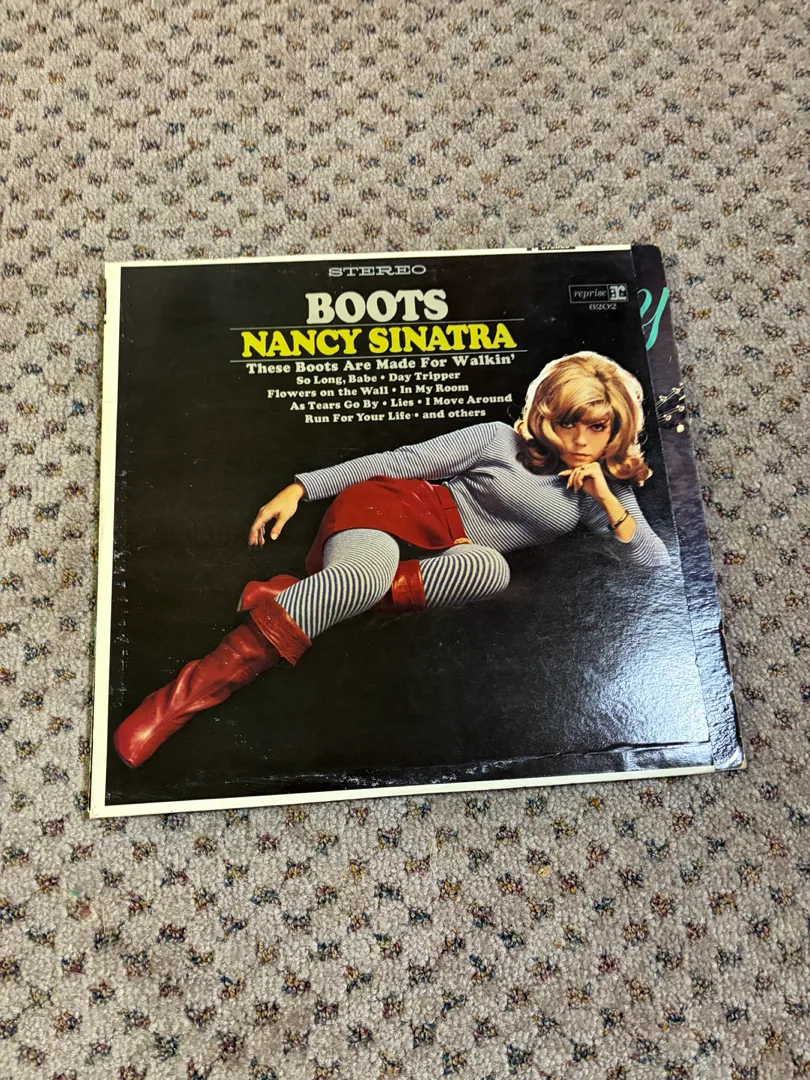 STEREO
BOOTS
reprise r:
6202
NANCY SINATRA
These Boots Are Made For Walkin'
So Long, Babe • Day Tripper
Flowers on the Wall • In My Room
As Tears Go By • Lies • I Move Around
Run For Your Life • and others